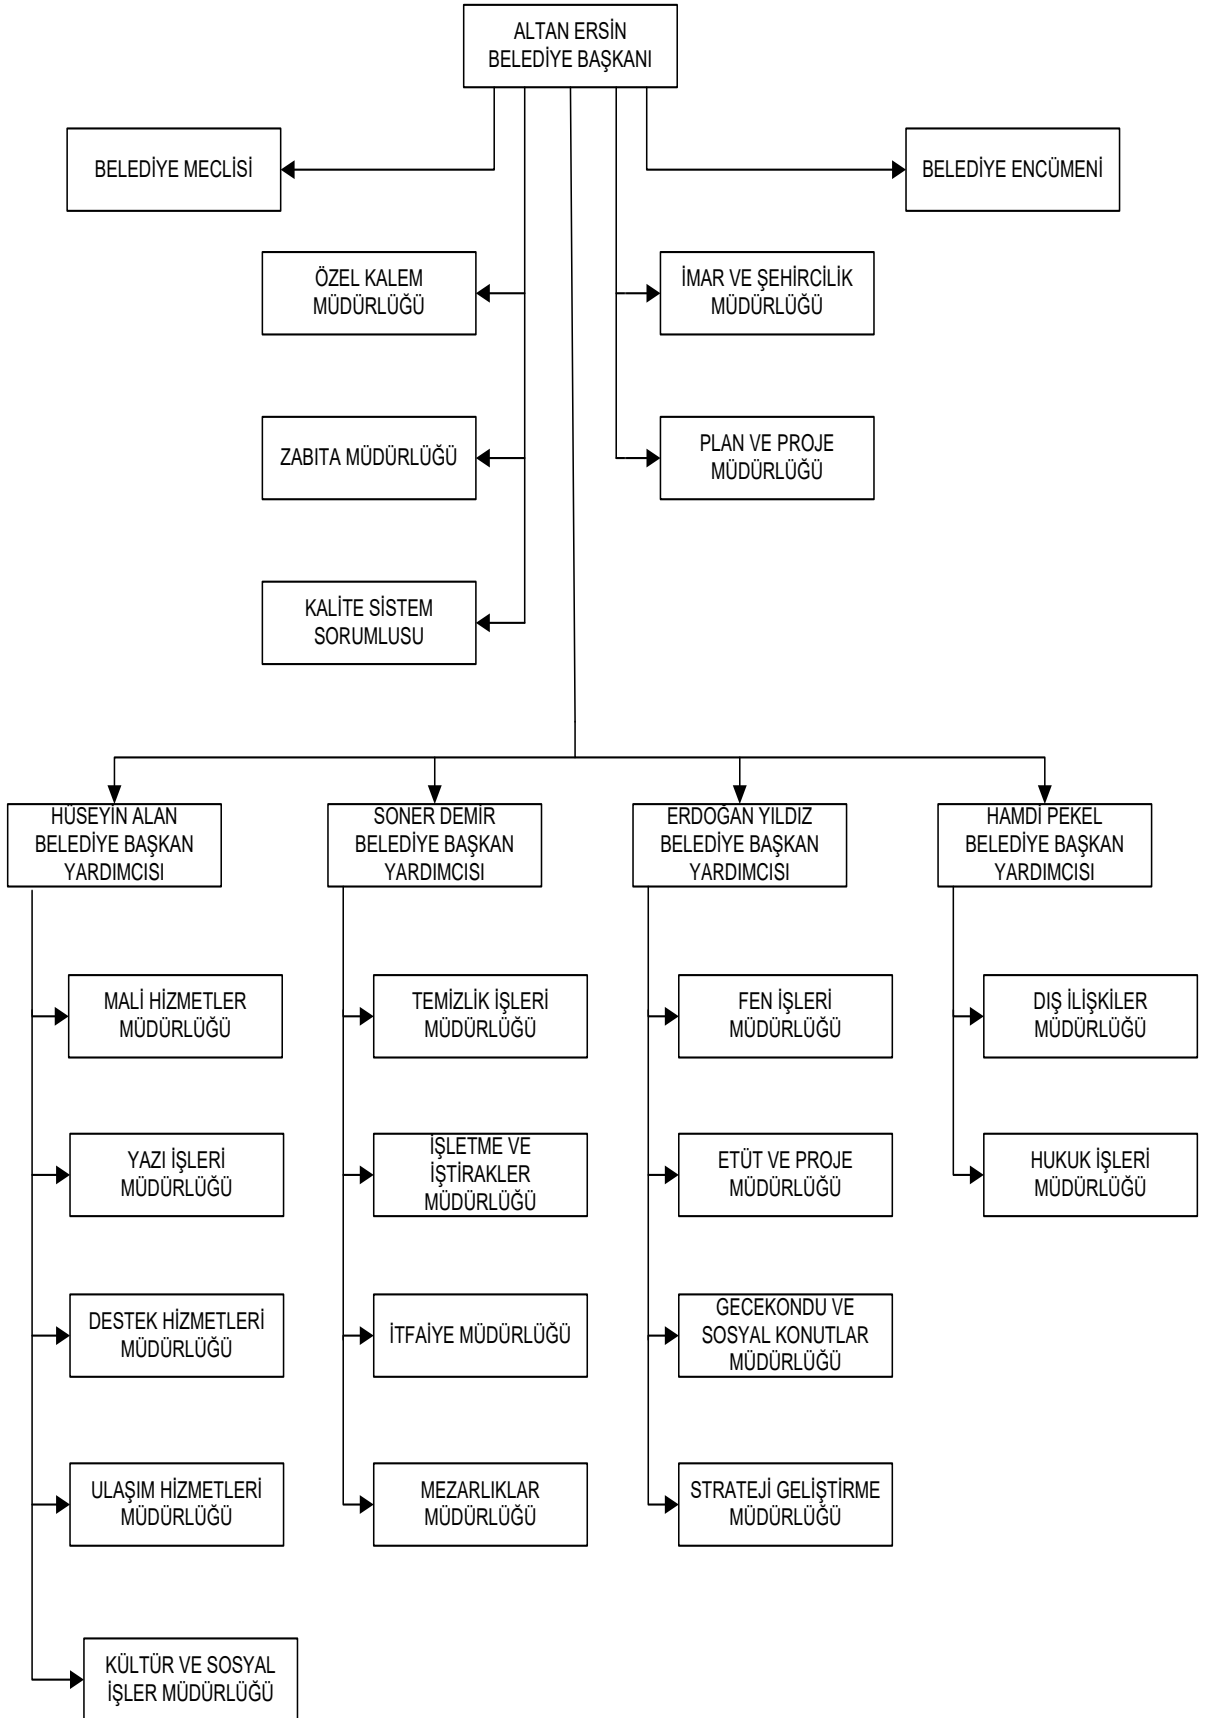 ALTAN ERSİN
BELEDİYE BAŞKANI
BELEDİYE MECLİSİ
BELEDİYE ENCÜMENİ
ÖZEL KALEM
MÜDÜRLÜĞÜ
İMAR VE ŞEHİRCİLİK
MÜDÜRLÜĞÜ
ZABITA MÜDÜRLÜĞÜ
PLAN VE PROJE
MÜDÜRLÜĞÜ
KALİTE SİSTEM
SORUMLUSU
HÜSEYİN ALAN
BELEDİYE BAŞKAN
YARDIMCISI
SONER DEMİR
BELEDİYE BAŞKAN
YARDIMCISI
ERDOĞAN YILDIZ
BELEDİYE BAŞKAN
YARDIMCISI
HAMDİ PEKEL
BELEDİYE BAŞKAN
YARDIMCISI
MALİ HİZMETLER
MÜDÜRLÜĞÜ
TEMİZLİK İŞLERİ
MÜDÜRLÜĞÜ
FEN İŞLERİ
MÜDÜRLÜĞÜ
DIŞ İLİŞKİLER
MÜDÜRLÜĞÜ
YAZI İŞLERİ
MÜDÜRLÜĞÜ
İŞLETME VE
İŞTİRAKLER
MÜDÜRLÜĞÜ
ETÜT VE PROJE
MÜDÜRLÜĞÜ
HUKUK İŞLERİ
MÜDÜRLÜĞÜ
DESTEK HİZMETLERİ
MÜDÜRLÜĞÜ
İTFAİYE MÜDÜRLÜĞÜ
GECEKONDU VE
SOSYAL KONUTLAR
MÜDÜRLÜĞÜ
ULAŞIM HİZMETLERİ
MÜDÜRLÜĞÜ
MEZARLIKLAR
MÜDÜRLÜĞÜ
STRATEJİ GELİŞTİRME
MÜDÜRLÜĞÜ
KÜLTÜR VE SOSYAL
İŞLER MÜDÜRLÜĞÜ